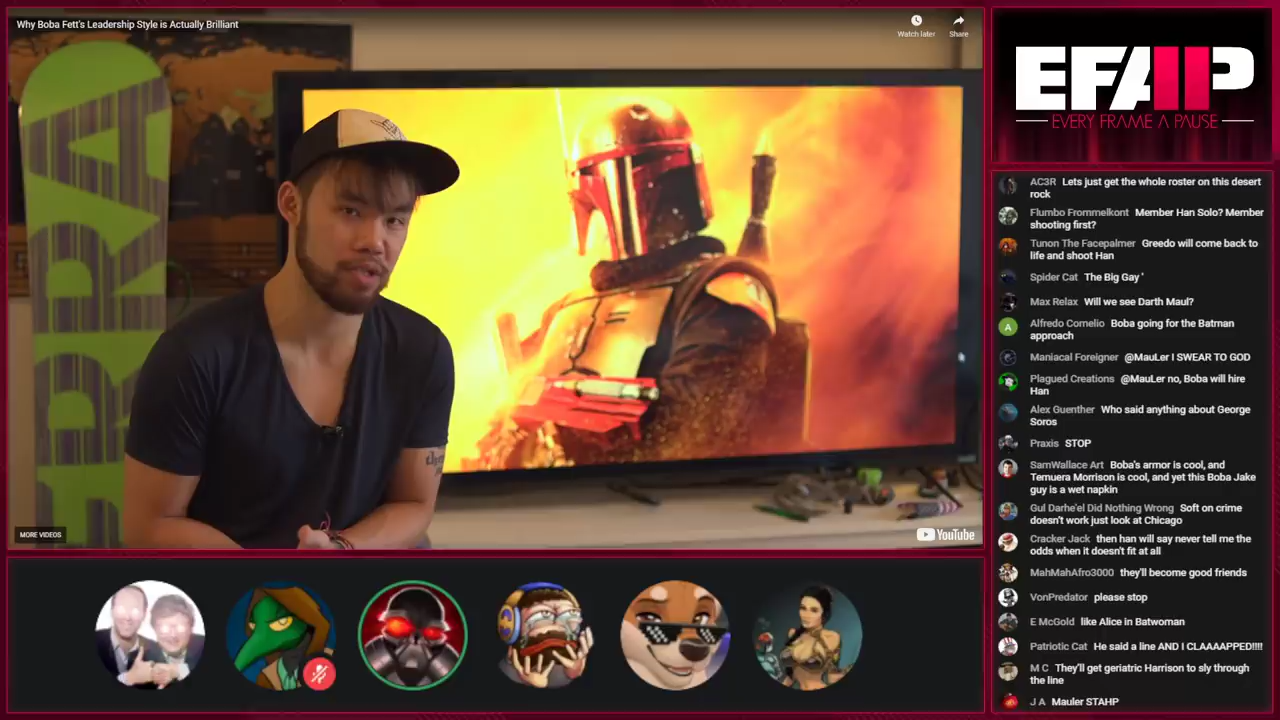 Why Boba Fett's Leadership Style is Actually Brilliant
Watch later
Share
MORE VIDEOS
YouTube
EFAP
EVERY FRAME A PAUSE
AC3R Lets just get the whole roster on this desert
rock
Flumbo Frommelkont Member Han Solo? Member
shooting first?
Tunon The Facepalmer Greedo will come back to
life and shoot Han
Spider Cat The Big Gay'
Max Relax Will we see Darth Maul?
A
Alfredo Cornelio Boba going for the Batman
approach
Maniacal Foreigner @MauLer I SWEAR TO GOD
Plagued Creations @MauLer no, Boba will hire
Han
Alex Guenther Who said anything about George
Soros
Praxis STOP
SamWallace Art Boba's armor is cool, and
Temuera Morrison is cool, and yet this Boba Jake
guy is a wet napkin
Gul Darhe'el Did Nothing Wrong Soft on crime
doesn't work just look at Chicago
Cracker Jack then han will say never tell me the
odds when it doesn't fit at all
MahMahAfro3000 they'll become good friends
VonPredator please stop
E McGold like Alice in Batwoman
Patriotic Cat He said a line AND I CLAAAAPPED!!!!
M C They'll get geriatric Harrison to sly through
the line
J A Mauler STAHP